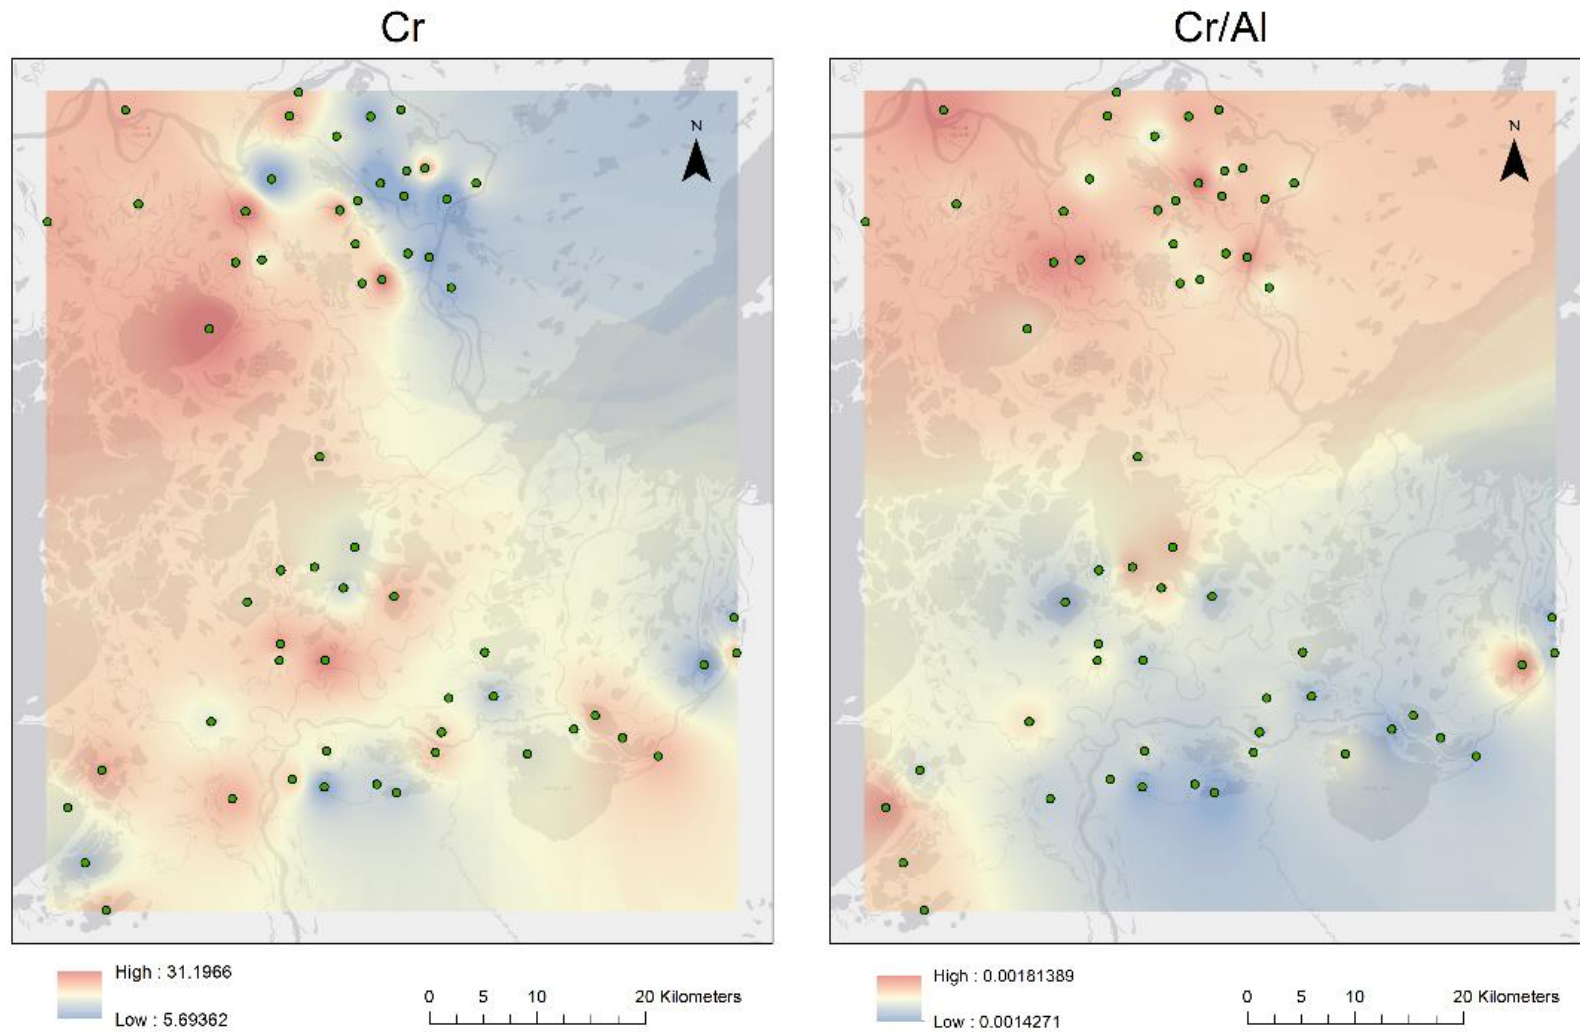 Cr
Cr/Al
N
N
High : 31.1966
Low : 5.69362
0 5 10 20 Kilometers
High : 0.00181389
Low : 0.0014271
0 5 10 20 Kilometers